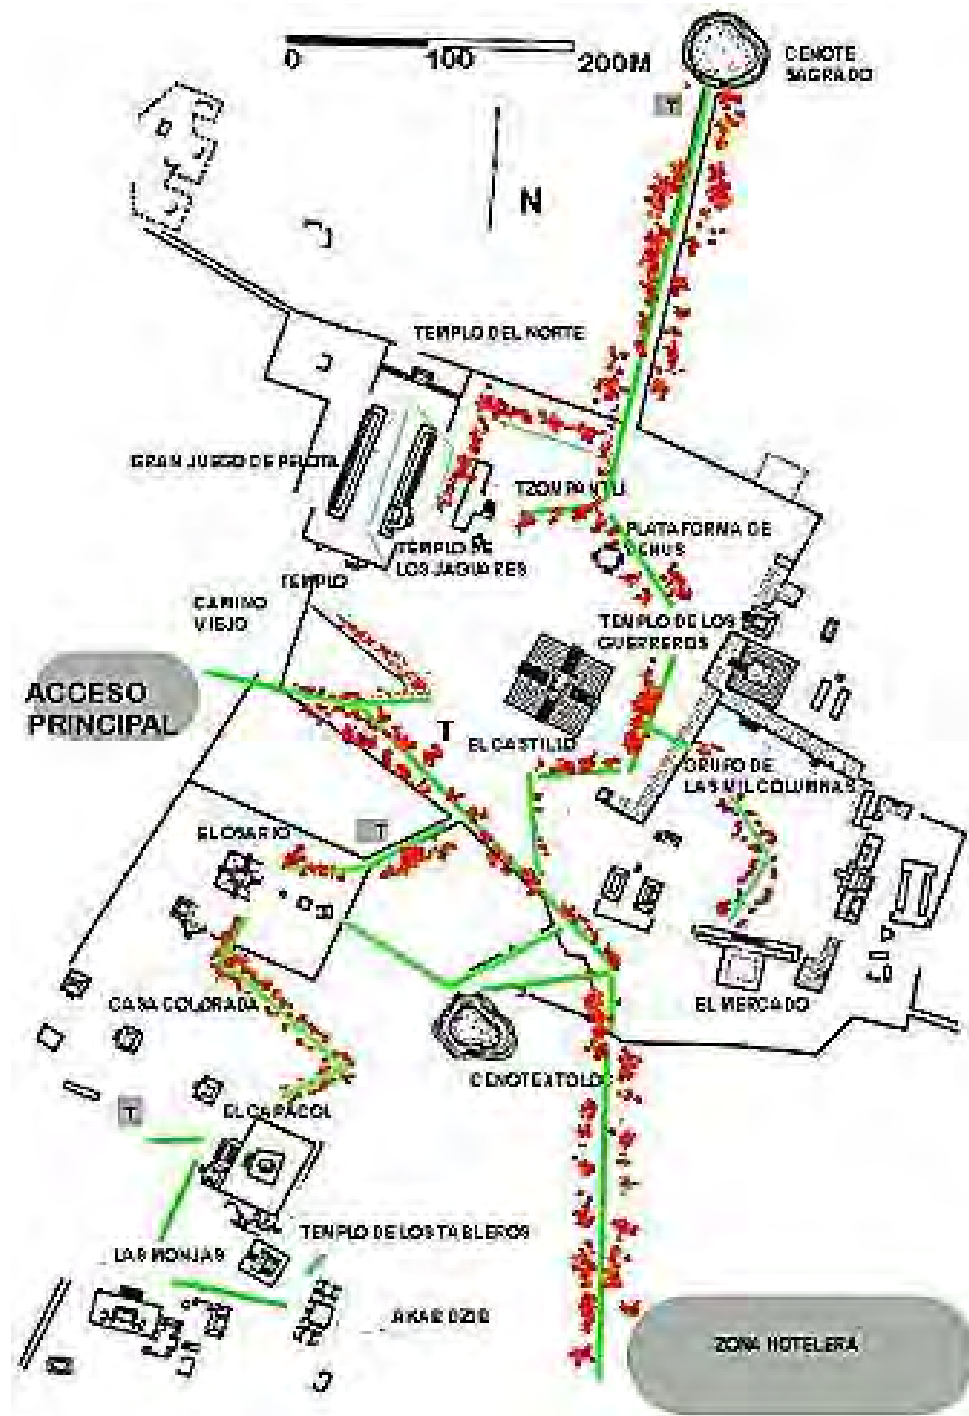 0 100 200M
CENOTE
SAGRADO
T
N
TEMPLO DEL NORTE
GRAN JUEGO DE PELOTA
TZOMPANTLI
PLATAFORMA DE
VENUS
TEMPLO DE
LOS JAGUARES
TEMPLO
CAMINO
VIEJO
TEMPLO DE LOS
GUERREROS
ACCESO
PRINCIPAL
T
EL CASTILLO
GRUPO DE
LAS MIL COLUMNAS
EL OSARIO
T
CASA COLORADA
EL MERCADO
CENOTE XTOLOC
T
EL CARACOL
TEMPLO DE LOS TABLEROS
LAS MONJAS
AKAB DZIB
ZONA HOTELERA